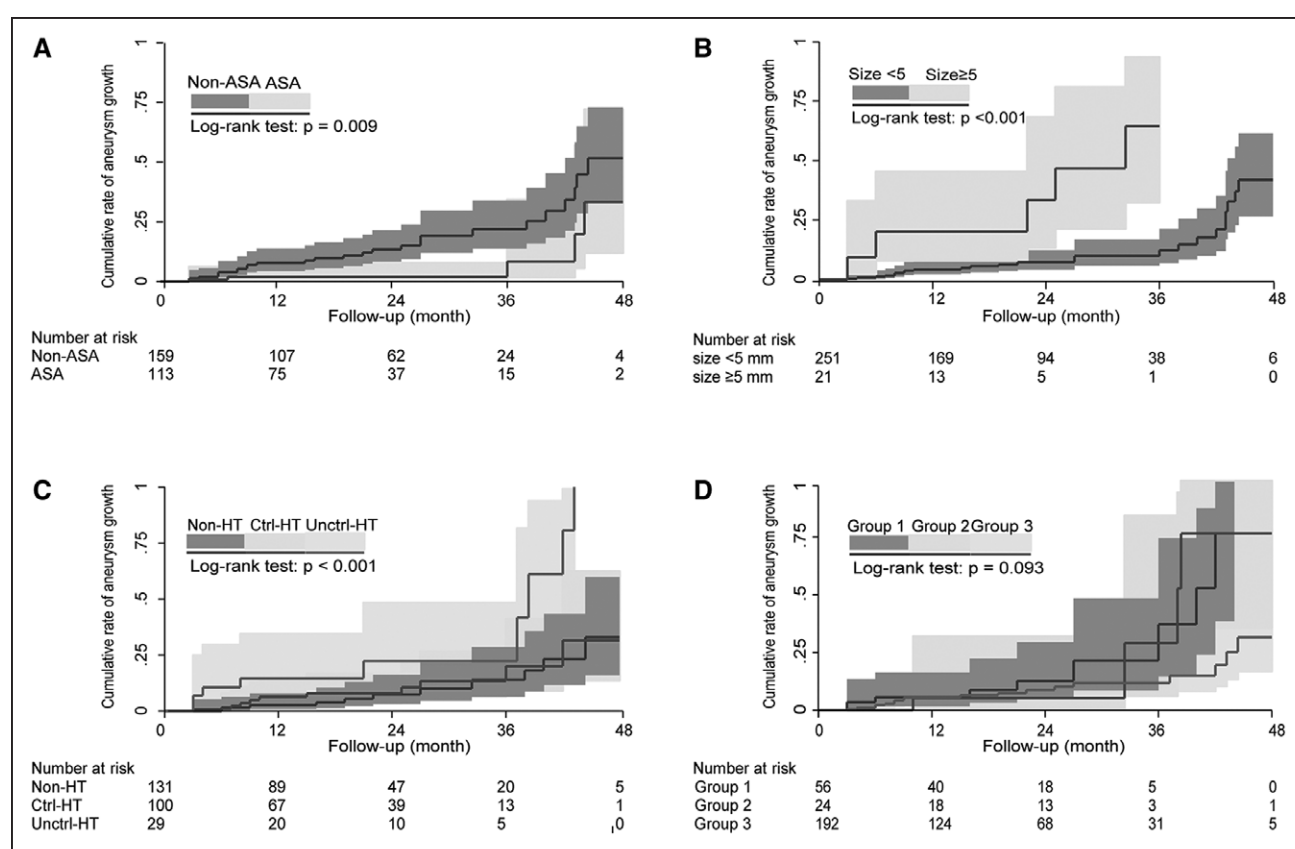 A
Cumulative rate of aneurysm growth
1
.75
.5
.25
0
Non-ASA ASA
Log-rank test: p = 0.009
0 12 24 36 48
Follow-up (month)
Number at risk
Non-ASA 159 107 62 24 4
ASA 113 75 37 15 2
B
Cumulative rate of aneurysm growth
1
.75
.5
.25
0
Size <5 Size≥5
Log-rank test: p <0.001
0 12 24 36 48
Follow-up (month)
Number at risk
size <5 mm 251 169 94 38 6
size ≥5 mm 21 13 5 1 0
C
Cumulative rate of aneurysm growth
1
.75
.5
.25
0
Non-HT Ctrl-HT Unctrl-HT
Log-rank test: p < 0.001
0 12 24 36 48
Follow-up (month)
Number at risk
Non-HT 131 89 47 20 5
Ctrl-HT 100 67 39 13 1
Unctrl-HT 29 20 10 5 0
D
Cumulative rate of aneurysm growth
1
.75
.5
.25
0
Group 1 Group 2 Group 3
Log-rank test: p = 0.093
0 12 24 36 48
Follow-up (month)
Number at risk
Group 1 56 40 18 5 0
Group 2 24 18 13 3 1
Group 3 192 124 68 31 5